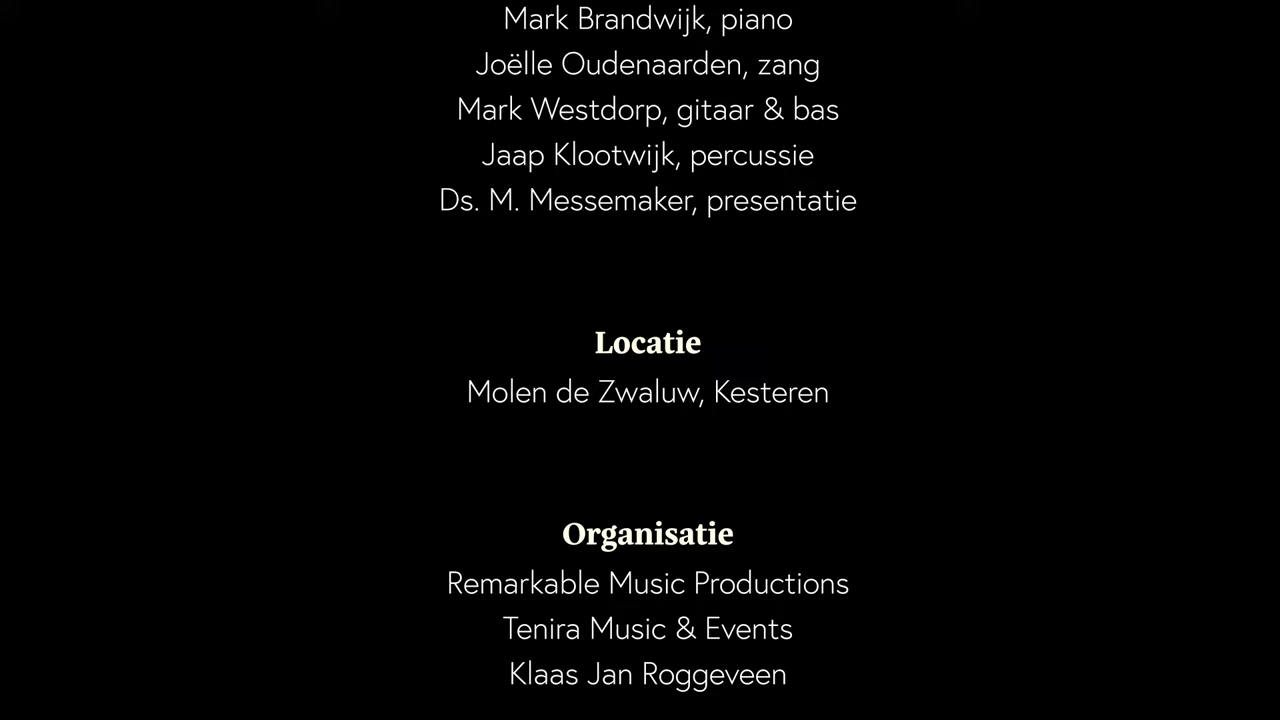 Mark Brandwijk, piano
Joëlle Oudenaarden, zang
Mark Westdorp, gitaar & bas
Jaap Klootwijk, percussie
Ds. M. Messemaker, presentatie
Locatie
Molen de Zwaluw, Kesteren
Organisatie
Remarkable Music Productions
Tenira Music & Events
Klaas Jan Roggeveen